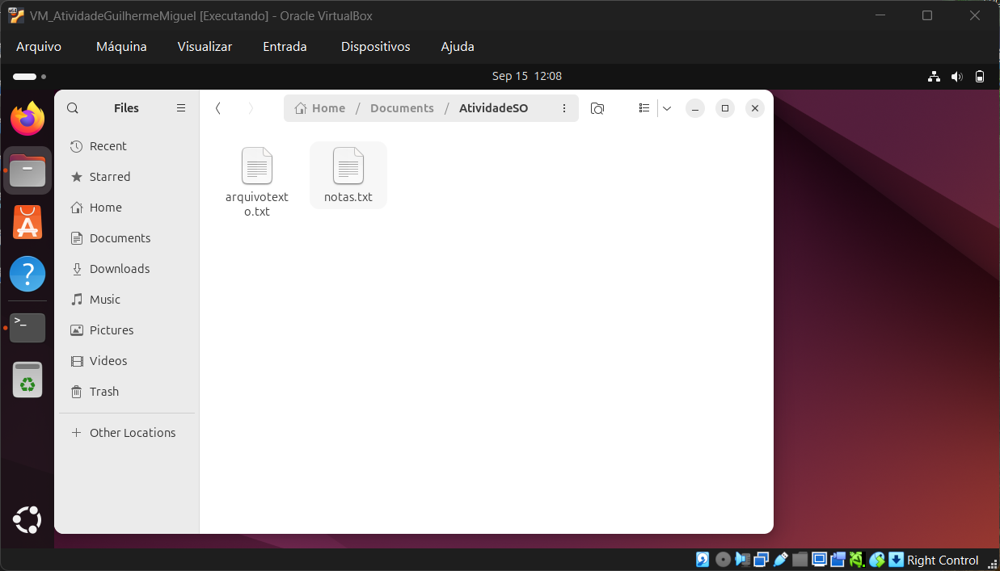 VM_AtividadeGuilhermeMiguel [Executando] - Oracle VirtualBox
Arquivo Máquina Visualizar Entrada Dispositivos Ajuda
Sep 15 12:08
Files
Home / Documents / AtividadeSO
Recent
Starred
Home
Documents
Downloads
Music
Pictures
Videos
Trash
+ Other Locations
arquivotext
o.txt
notas.txt
?
>_
Right Control